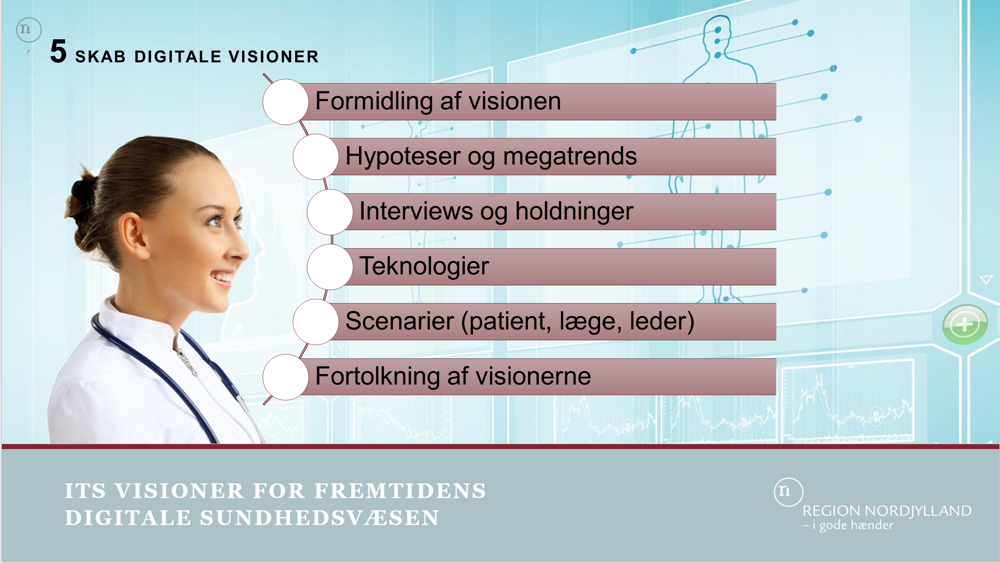 n
5 SKAB DIGITALE VISIONER
Formidling af visionen
Hypoteser og megatrends
Interviews og holdninger
Teknologier
Scenarier (patient, læge, leder)
Fortolkning af visionerne
ITS VISIONER FOR FREMTIDENS
DIGITALE SUNDHEDSVÆSEN
rn
REGION NORDJYLLAND
– i gode hænder